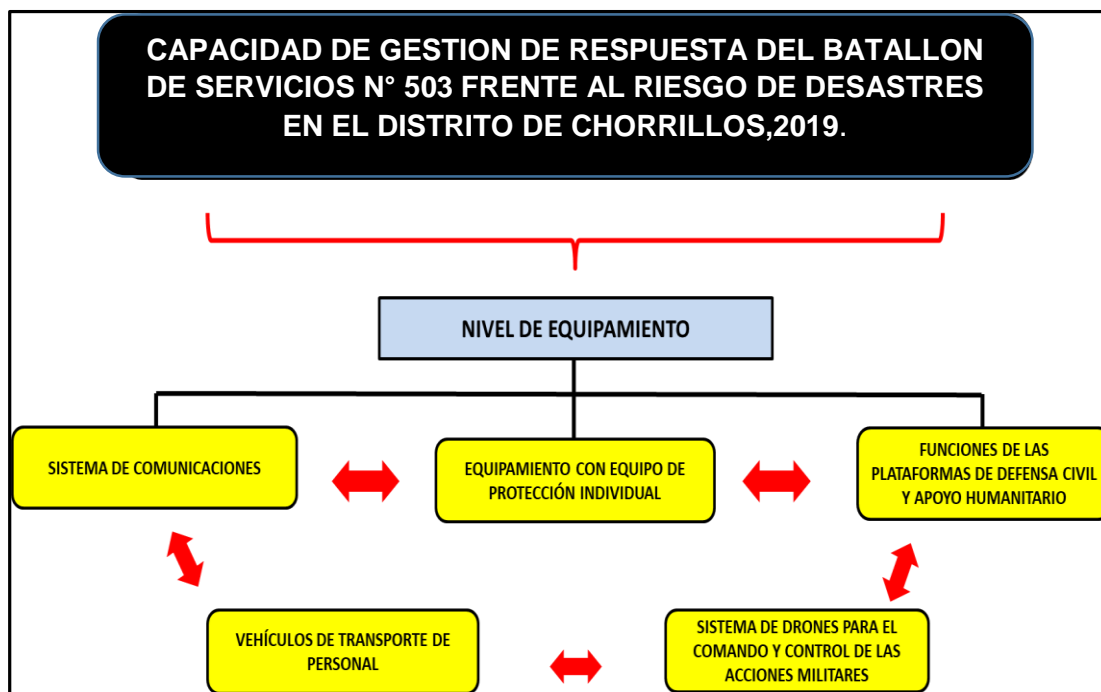 CAPACIDAD DE GESTION DE RESPUESTA DEL BATALLON
DE SERVICIOS N° 503 FRENTE AL RIESGO DE DESASTRES
EN EL DISTRITO DE CHORRILLOS,2019.
NIVEL DE EQUIPAMIENTO
SISTEMA DE COMUNICACIONES
EQUIPAMIENTO CON EQUIPO DE
PROTECCIÓN INDIVIDUAL
FUNCIONES DE LAS
PLATAFORMAS DE DEFENSA CIVIL
Y APOYO HUMANITARIO
VEHÍCULOS DE TRANSPORTE DE
PERSONAL
SISTEMA DE DRONES PARA EL
COMANDO Y CONTROL DE LAS
ACCIONES MILITARES